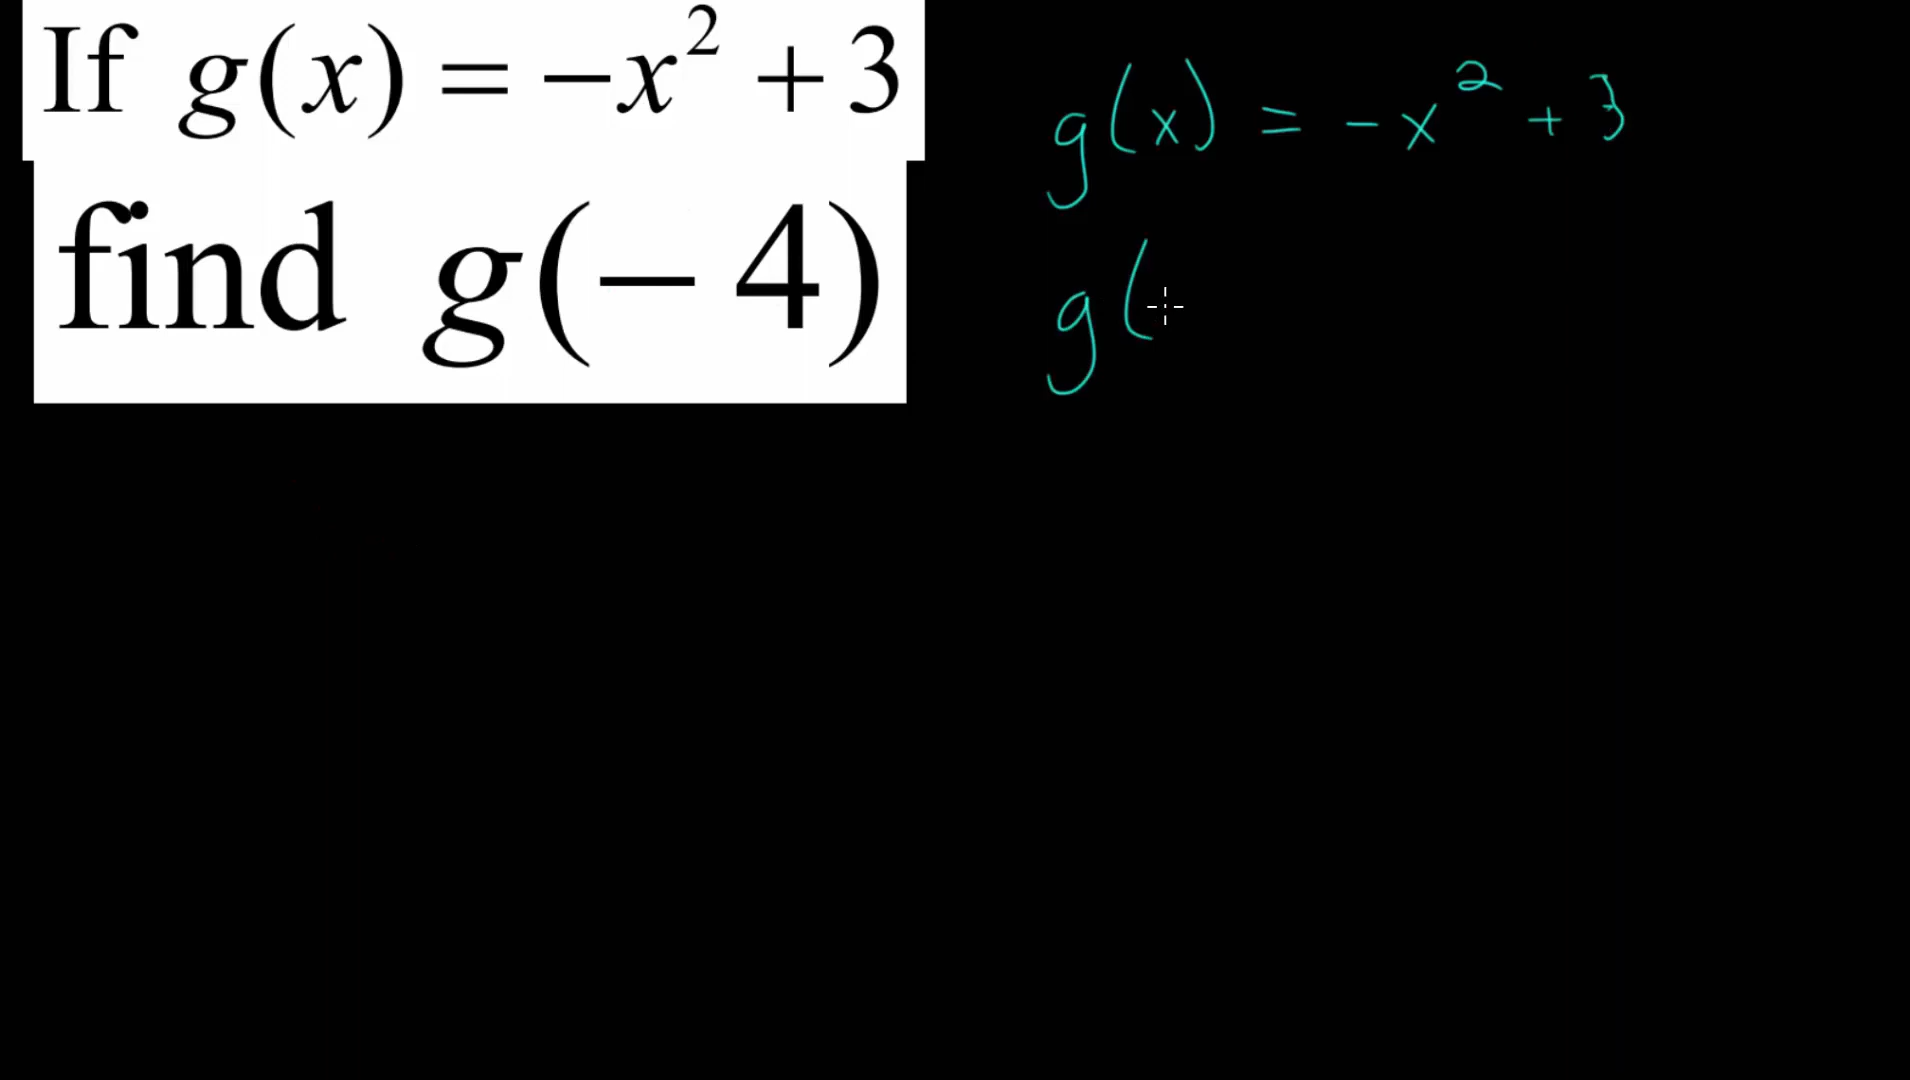 If g(x) = −x² + 3
find g(− 4)
g(x) = - x² + 3
g(